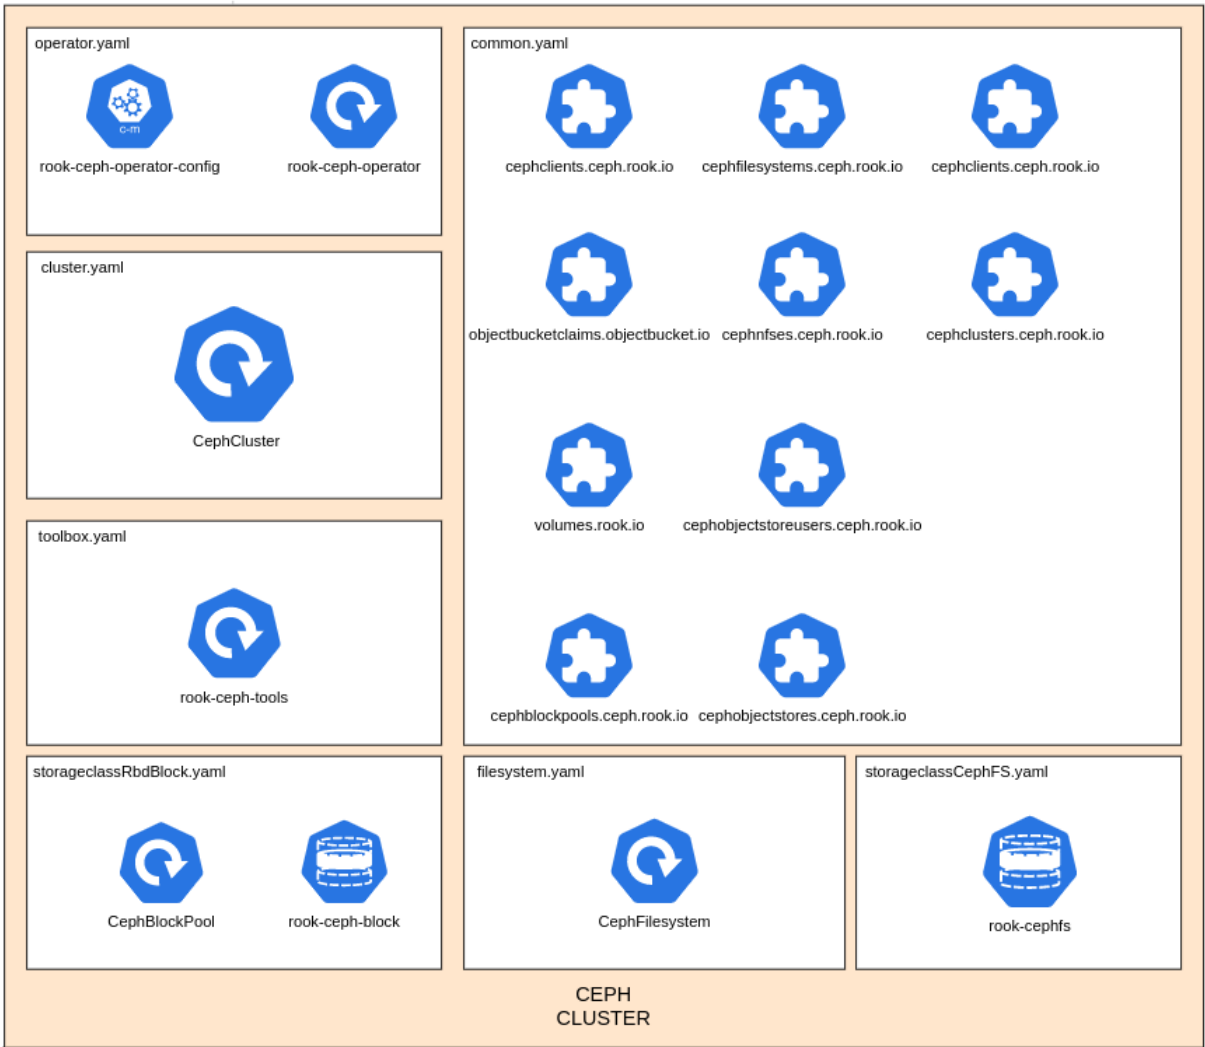 operator.yaml
c-m
rook-ceph-operator-config
rook-ceph-operator
cluster.yaml
CephCluster
toolbox.yaml
rook-ceph-tools
storageclassRbdBlock.yaml
CephBlockPool
rook-ceph-block
common.yaml
cephclients.ceph.rook.io
cephfilesystems.ceph.rook.io
cephclients.ceph.rook.io
objectbucketclaims.objectbucket.io
cephnfses.ceph.rook.io
cephclusters.ceph.rook.io
volumes.rook.io
cephobjectstoreusers.ceph.rook.io
cephblockpools.ceph.rook.io
cephobjectstores.ceph.rook.io
filesystem.yaml
CephFilesystem
storageclassCephFS.yaml
rook-cephfs
CEPH
CLUSTER